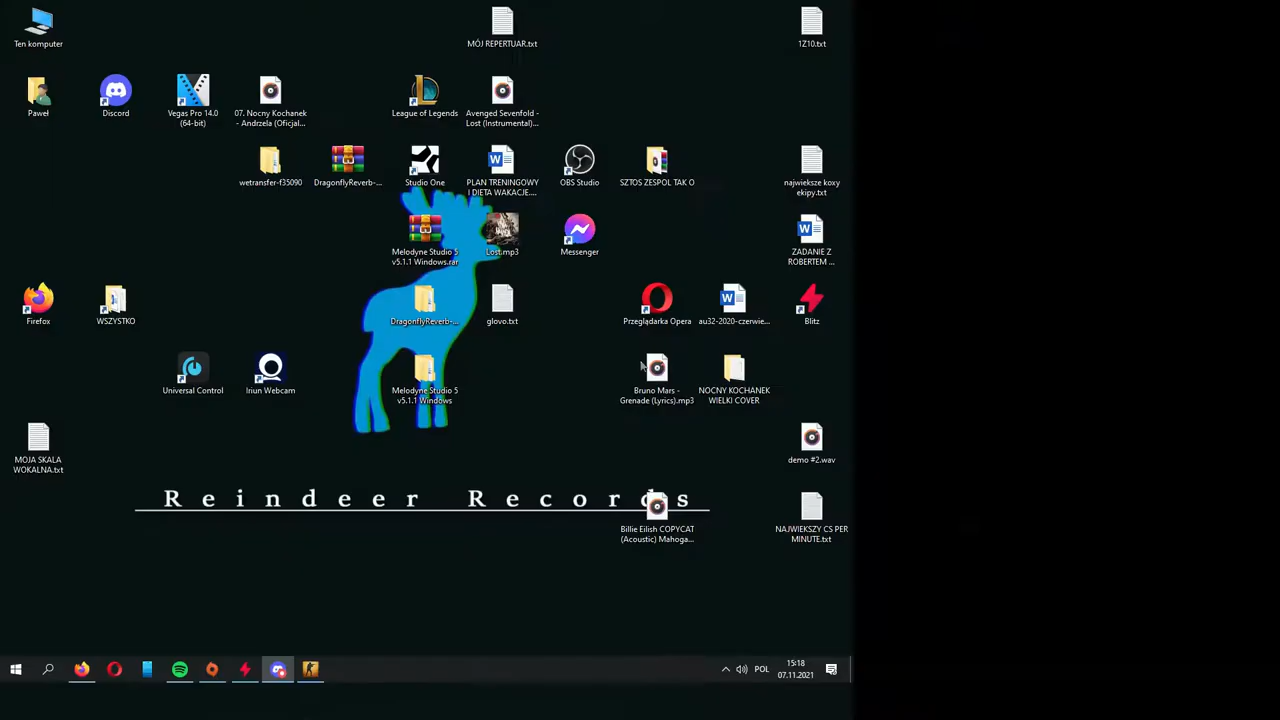 MÓJ REPERTUAR.txt
1Z10.txt
Ten komputer
Paweł
Discord
Vegas Pro 14.0
(64-bit)
07. Nocny Kochanek
- Andrzela (Oficjal...
League of Legends
Avenged Sevenfold -
Lost (Instrumental)...
wetransfer-f35090
DragonflyReverb-...
Studio One
PLAN TRENINGOWY
I DIETA WAKACJE....
OBS Studio
SZTOS ZESPOL TAK O
najwieksze koxy
ekipy.txt
Melodyne Studio 5
v5.1.1 Windows.rar
Lost.mp3
Messenger
ZADANIE Z
ROBERTEM ...
Firefox
WSZYSTKO
DragonflyReverb-...
glovo.txt
Przeglądarka Opera
au32-2020-czerwie...
Blitz
Universal Control
Iriun Webcam
Melodyne Studio 5
v5.1.1 Windows
Bruno Mars -
Grenade (Lyrics).mp3
NOCNY KOCHANEK
WIELKI COVER
MOJA SKALA
WOKALNA.txt
demo #2.wav
Reindeer Records
Billie Eilish COPYCAT
(Acoustic) Mahoga...
NAJWIEKSZY CS PER
MINUTE.txt
POL
15:18
07.11.2021